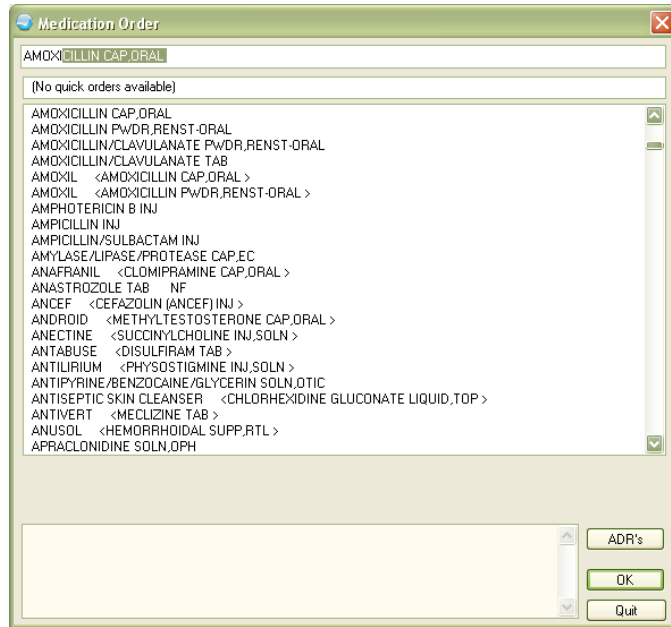 Medication Order
AMOXICILLIN CAP,ORAL
(No quick orders available)
AMOXICILLIN CAP,ORAL
AMOXICILLIN PWDR,RENST-ORAL
AMOXICILLIN/CLAVULANATE PWDR,RENST-ORAL
AMOXICILLIN/CLAVULANATE TAB
AMOXIL <AMOXICILLIN CAP,ORAL >
AMOXIL <AMOXICILLIN PWDR,RENST-ORAL >
AMPHOTERICIN B INJ
AMPICILLIN INJ
AMPICILLIN/SULBACTAM INJ
AMYLASE/LIPASE/PROTEASE CAP,EC
ANAFRANIL <CLOMIPRAMINE CAP,ORAL >
ANASTROZOLE TAB NF
ANCEF <CEFAZOLIN (ANCEF) INJ >
ANDROID <METHYLTESTOSTERONE CAP,ORAL >
ANECTINE <SUCCINYLCHOLINE INJ,SOLN >
ANTABUSE <DISULFIRAM TAB >
ANTILIRIUM <PHYSOSTIGMINE INJ,SOLN >
ANTIPYRINE/BENZOCAINE/GLYCERIN SOLN,OTIC
ANTISEPTIC SKIN CLEANSER <CHLORHEXIDINE GLUCONATE LIQUID,TOP >
ANTIVERT <MECLIZINE TAB >
ANUSOL <HEMORRHOIDAL SUPP,RTL >
APRACLONIDINE SOLN,OPH
ADR's
OK
Quit